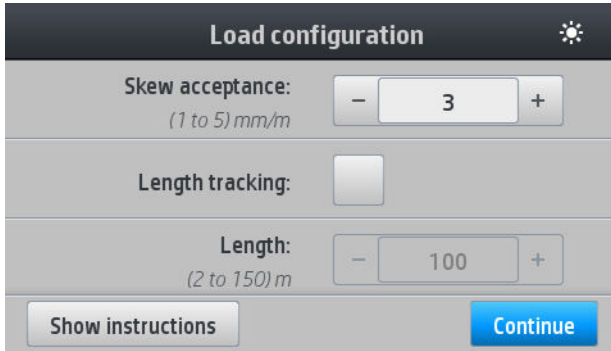 Load configuration
Skew acceptance:
(1 to 5) mm/m
− 3 +
Length tracking:
Length:
(2 to 150) m
− 100 +
Show instructions
Continue